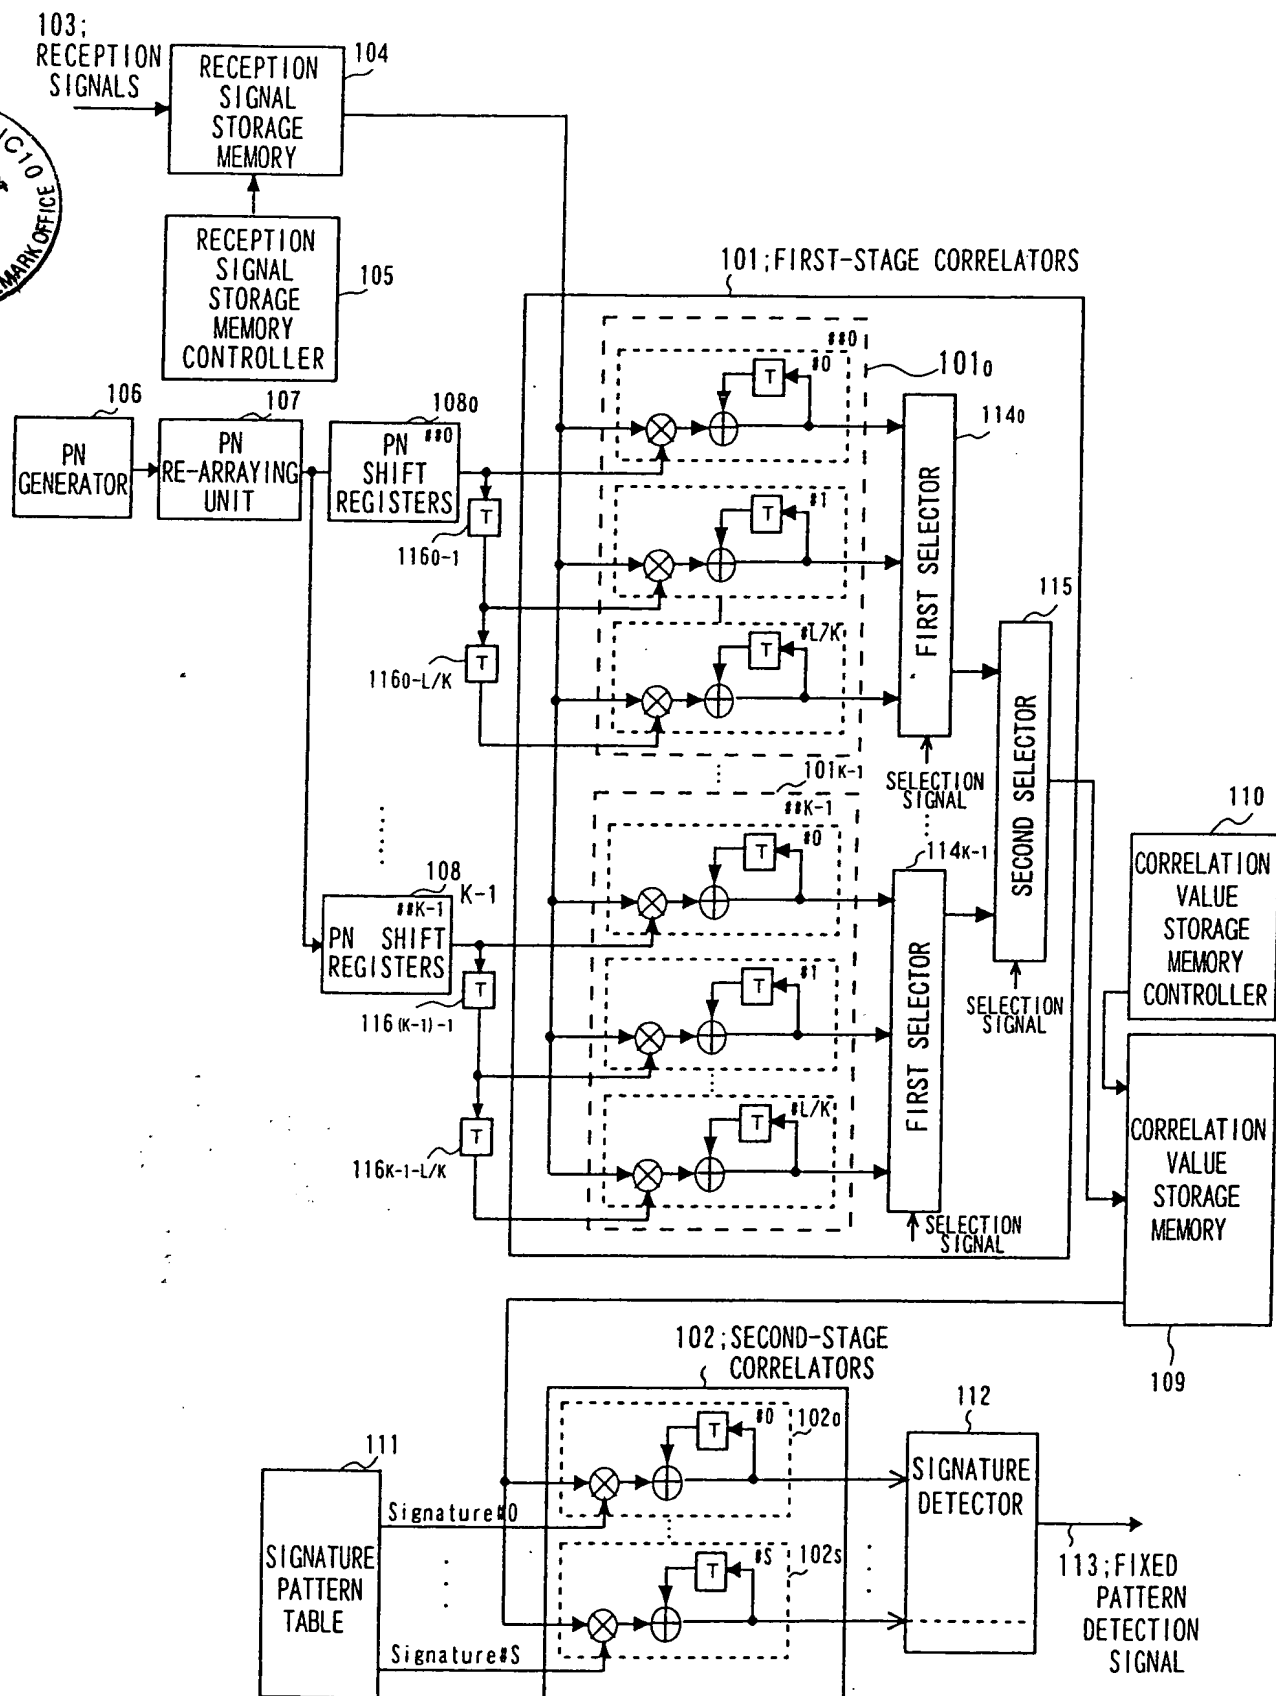 103;
RECEPTION
SIGNALS
RECEPTION
SIGNAL
STORAGE
MEMORY
104
C10
MARK OFFICE
RECEPTION
SIGNAL
STORAGE
MEMORY
CONTROLLER
105
101;FIRST-STAGE CORRELATORS
##0
#0
T
1010
106
PN
GENERATOR
107
PN
RE-ARRAYING
UNIT
1080
##0
PN
SHIFT
REGISTERS
1140
T
1160-1
#1
T
FIRST SELECTOR
115
T
1160-L/K
#L/K
T
SELECTION
SIGNAL
SECOND SELECTOR
101K-1
##K-1
#0
T
114K-1
110
CORRELATION
VALUE
STORAGE
MEMORY
CONTROLLER
108 K-1
##K-1
PN SHIFT
REGISTERS
T
116(K-1)-1
#1
T
FIRST SELECTOR
SELECTION
SIGNAL
T
116K-1-L/K
#L/K
T
SELECTION
SIGNAL
CORRELATION
VALUE
STORAGE
MEMORY
109
102;SECOND-STAGE
CORRELATORS
#0
T
1020
112
SIGNATURE
DETECTOR
111
SIGNATURE
PATTERN
TABLE
Signature#0
#S
T
102S
Signature#S
113;FIXED
PATTERN
DETECTION
SIGNAL